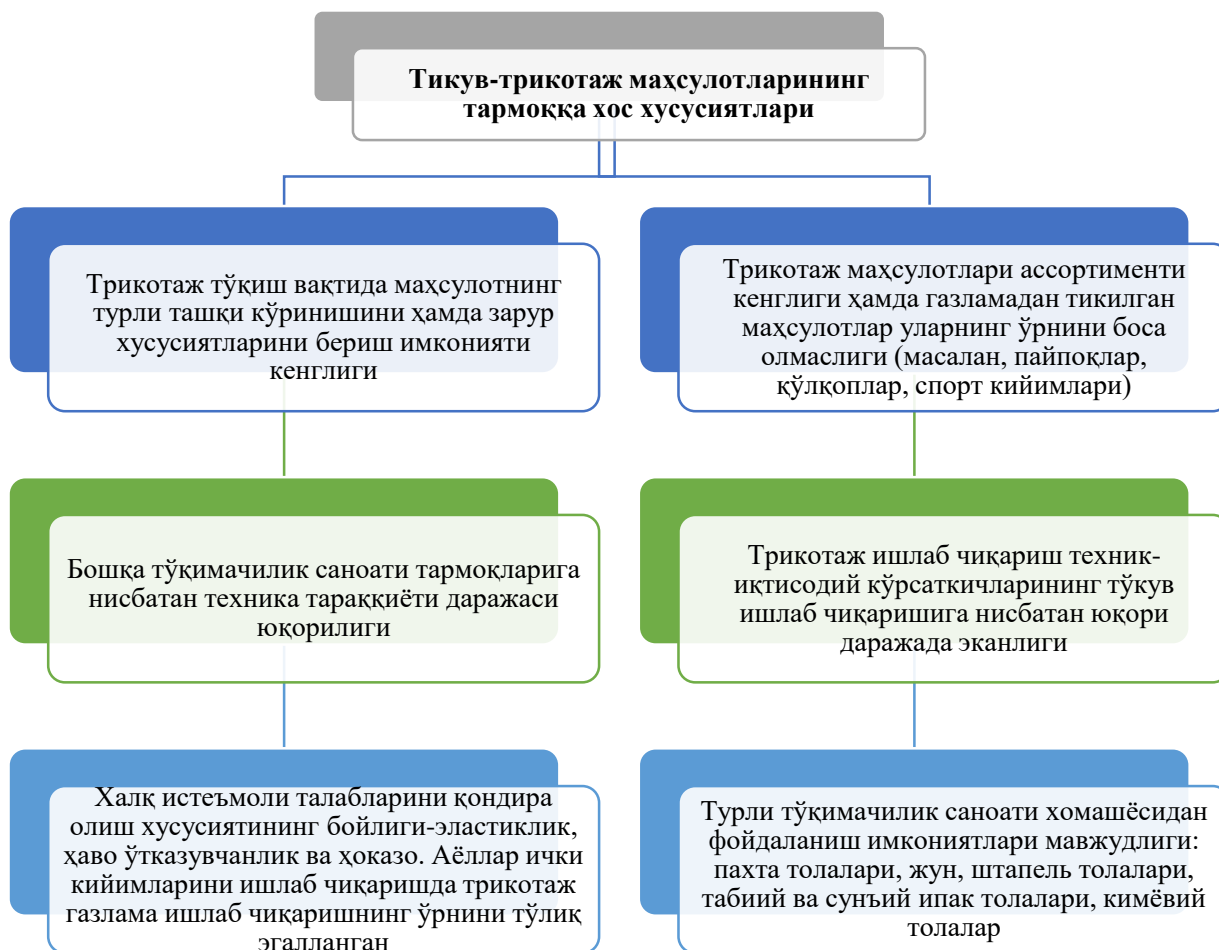 Тикув-трикотаж маҳсулотларининг
тармоққа хос хусусиятлари
Трикотаж тўқиш вақтида маҳсулотнинг
турли ташқи кўринишини ҳамда зарур
хусусиятларини бериш имконияти
кенглиги
Трикотаж маҳсулотлари ассортименти
кенглиги ҳамда газламадан тикилган
маҳсулотлар уларнинг ўрнини боса
олмаслиги (масалан, пайпоқлар,
қўлқоплар, спорт кийимлари)
Бошқа тўқимачилик саноати тармоқларига
нисбатан техника тараққиёти даражаси
юқорилиги
Трикотаж ишлаб чиқариш техник-
иқтисодий кўрсаткичларининг тўкув
ишлаб чиқаришига нисбатан юқори
даражада эканлиги
Халқ истеъмоли талабларини қондира
олиш хусусиятининг бойлиги-эластиклик,
ҳаво ўтказувчанлик ва ҳоказо. Аёллар ички
кийимларини ишлаб чиқаришда трикотаж
газлама ишлаб чиқаришнинг ўрнини тўлиқ
эгалланган
Турли тўқимачилик саноати хомашёсидан
фойдаланиш имкониятлари мавжудлиги:
пахта толалари, жун, штапель толалари,
табиий ва сунъий ипак толалари, кимёвий
толалар